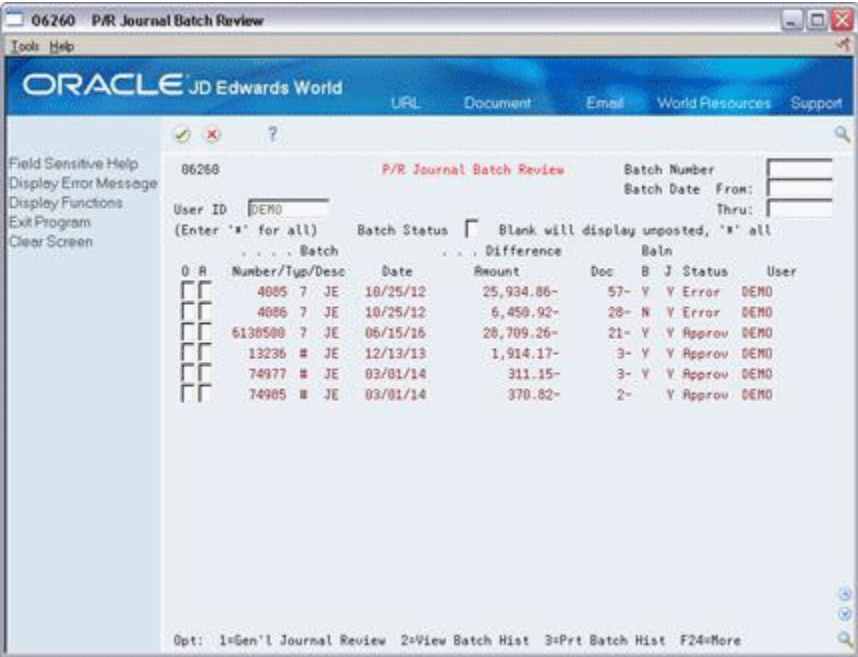 06260 P/R Journal Batch Review
Tools Help
ORACLE JD Edwards World
URL Document Email World Resources Support
?
Field Sensitive Help
Display Error Message
Display Functions
Exit Program
Clear Screen
06260 P/R Journal Batch Review Batch Number
Batch Date From:
User ID DEMO Thru:
(Enter '*' for all) Batch Status Blank will display unposted, '*' all
. . . . Batch . . . Difference Baln
O A Number/Typ/Desc Date Amount Doc B J Status User
4085 7 JE 10/25/12 25,934.86- 57- Y Y Error DEMO
4086 7 JE 10/25/12 6,450.92- 28- N Y Error DEMO
6138500 7 JE 06/15/16 28,709.26- 21- Y Y Approv DEMO
13236 # JE 12/13/13 1,914.17- 3- Y Y Approv DEMO
74977 # JE 03/01/14 311.15- 3- Y Y Approv DEMO
74985 # JE 03/01/14 370.82- 2- Y Approv DEMO
Opt: 1=Gen'l Journal Review 2=View Batch Hist 3=Prt Batch Hist F24=More